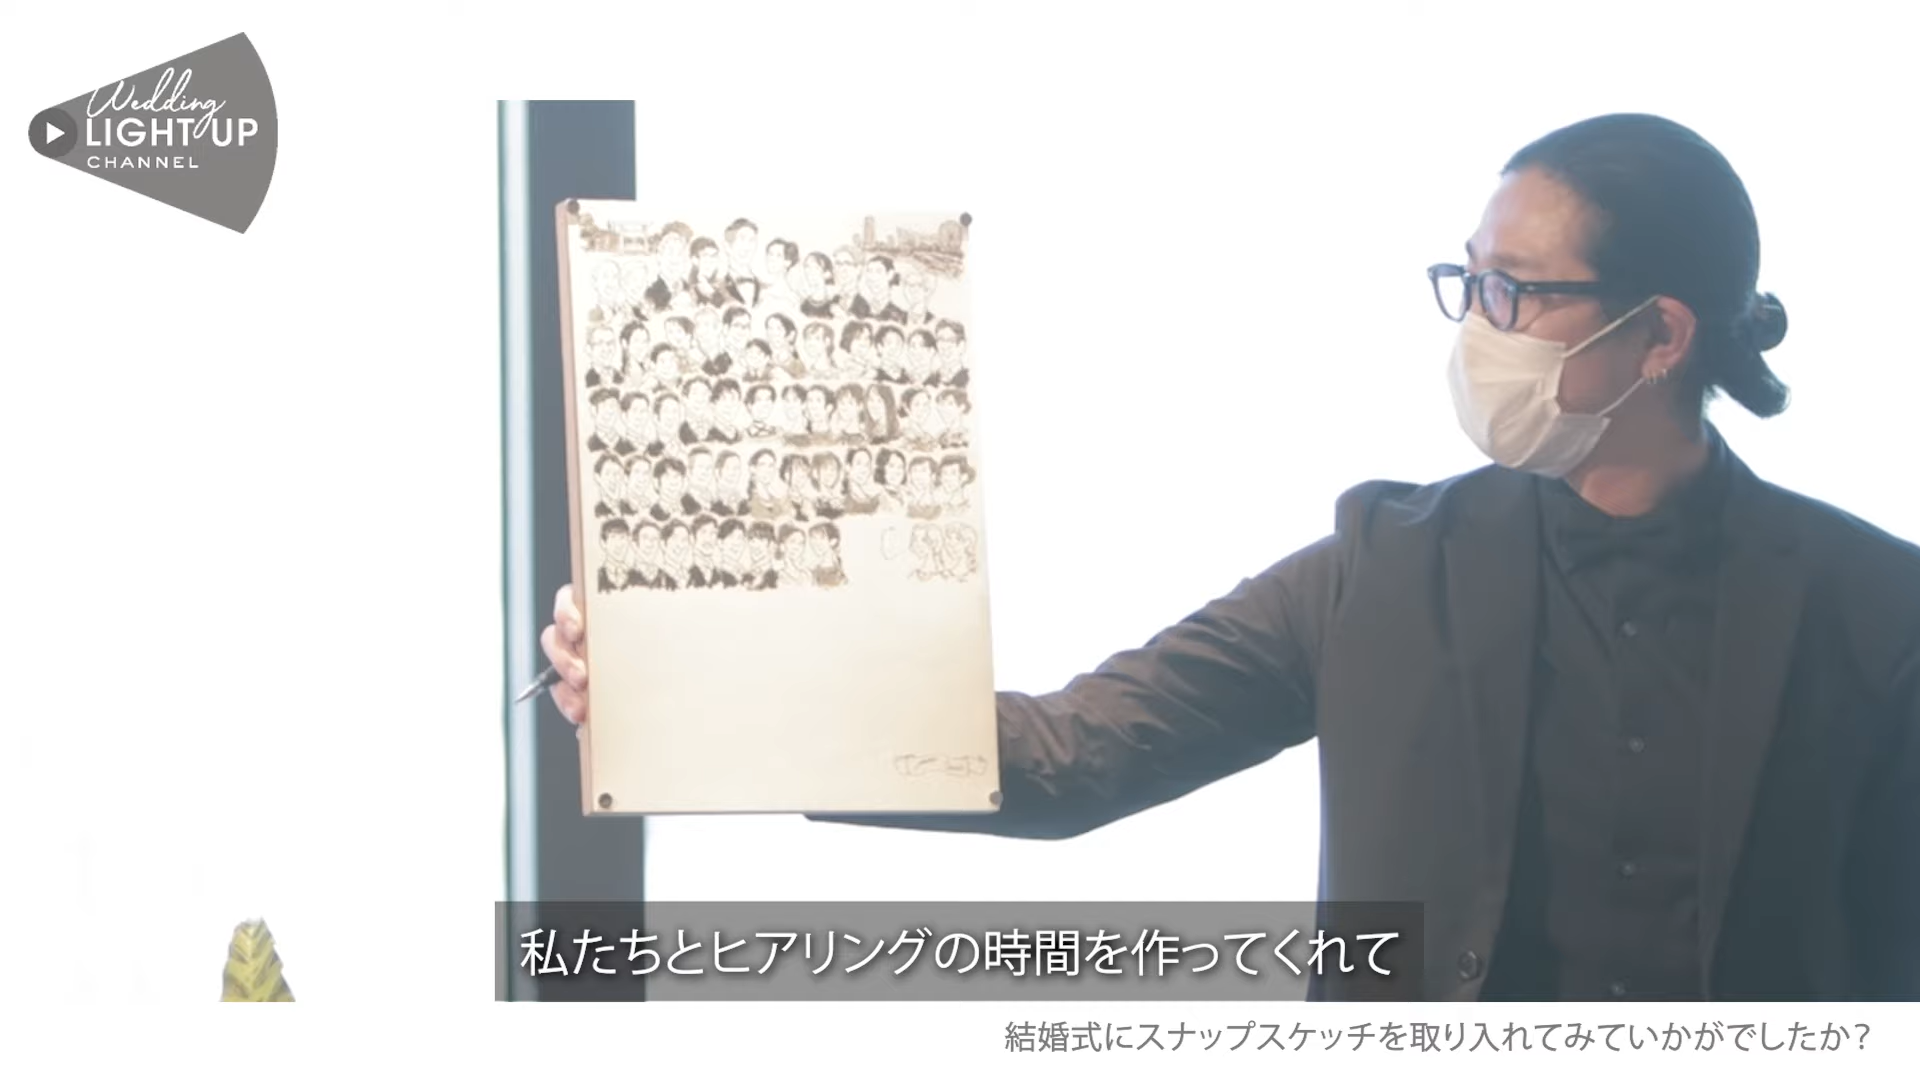 Wedding
LIGHT UP
CHANNEL
私たちとヒアリングの時間を作ってくれて
結婚式にスナップスケッチを取り入れてみていかがでしたか？